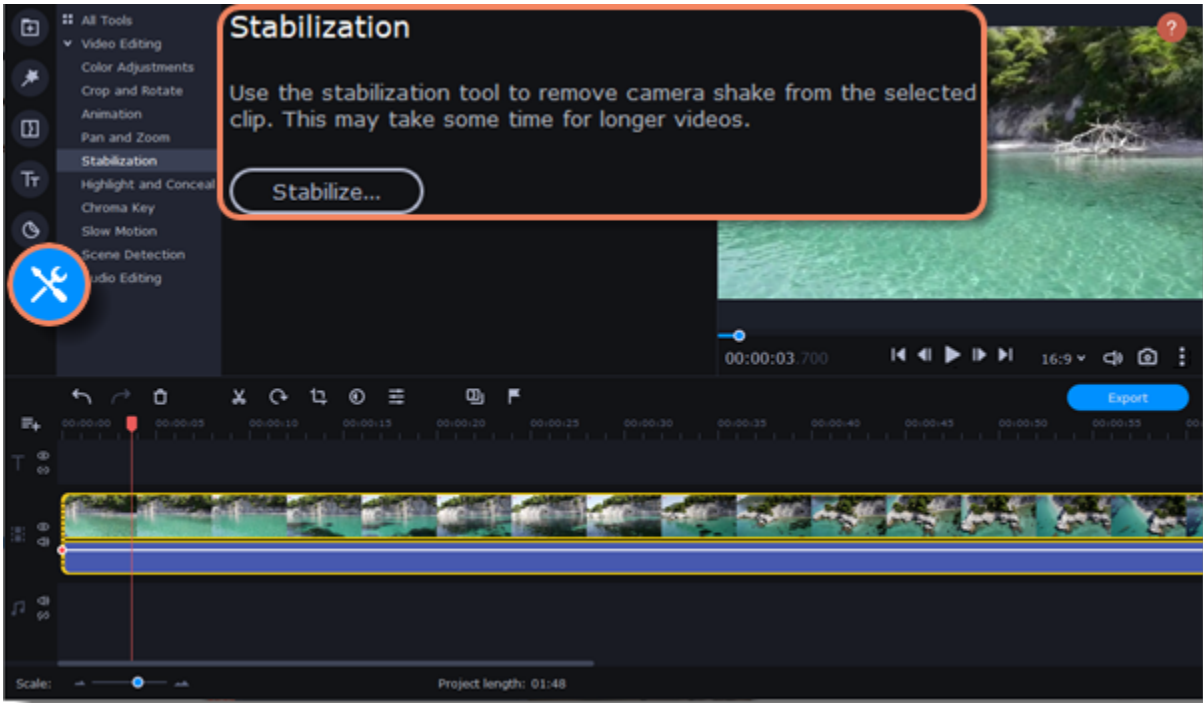 All Tools
Video Editing
Color Adjustments
Crop and Rotate
Animation
Pan and Zoom
Stabilization
Highlight and Conceal
Chroma Key
Slow Motion
Scene Detection
udio Editing
Stabilization
Use the stabilization tool to remove camera shake from the selected
clip. This may take some time for longer videos.
Stabilize...
?
00:00:03.700
16:9
Export
00:00:00 00:00:05 00:00:10 00:00:15 00:00:20 00:00:25 00:00:30 00:00:35 00:00:40 00:00:45 00:00:50 00:00:55 00:
Scale:
Project length: 01:48